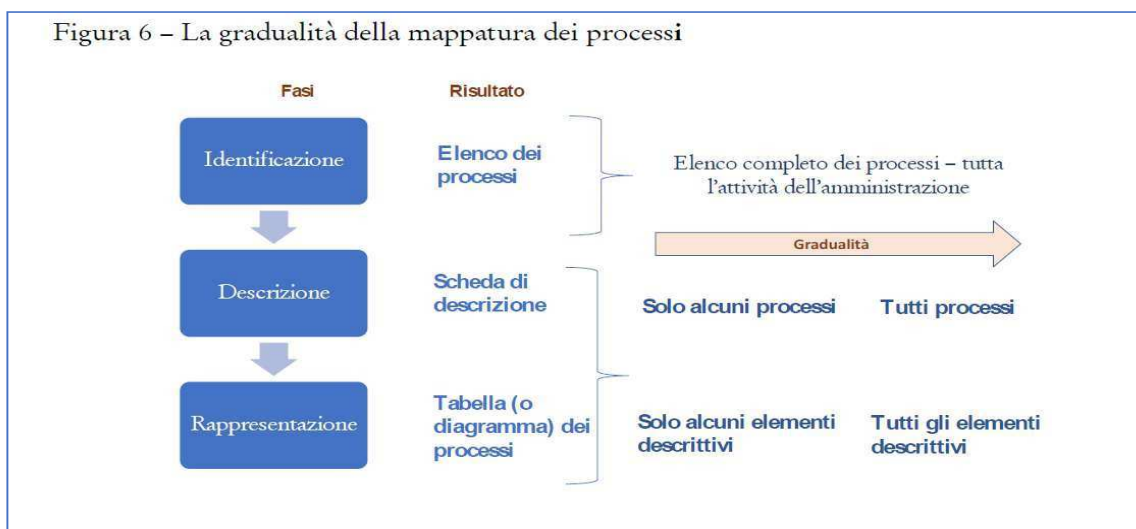 Figura 6 – La gradualità della mappatura dei processi
Fasi
Risultato
Identificazione
Elenco dei
processi
Elenco completo dei processi – tutta
l'attività dell'amministrazione
Gradualità
Descrizione
Scheda di
descrizione
Solo alcuni processi
Tutti processi
Rappresentazione
Tabella (o
diagramma) dei
processi
Solo alcuni elementi
descrittivi
Tutti gli elementi
descrittivi